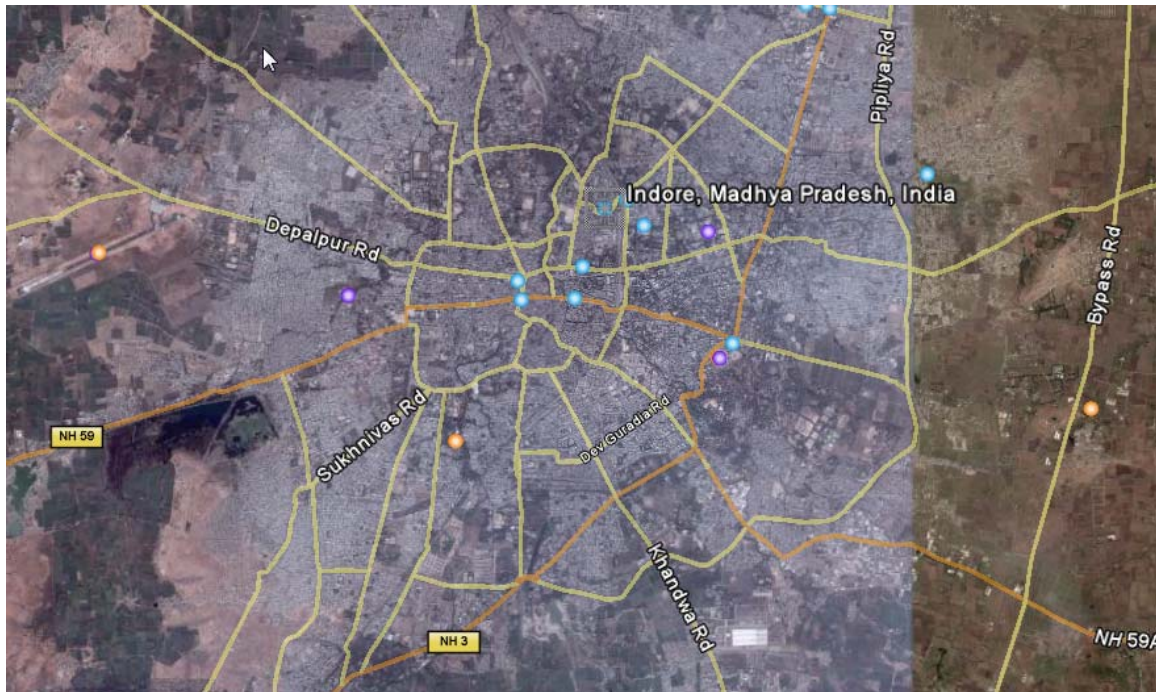 Pipliya Rd
Indore, Madhya Pradesh, India
Depalpur Rd
Bypass Rd
Sukhnivas Rd
Dev Guradia Rd
NH 59
Khandwa Rd
NH 3
NH 59A